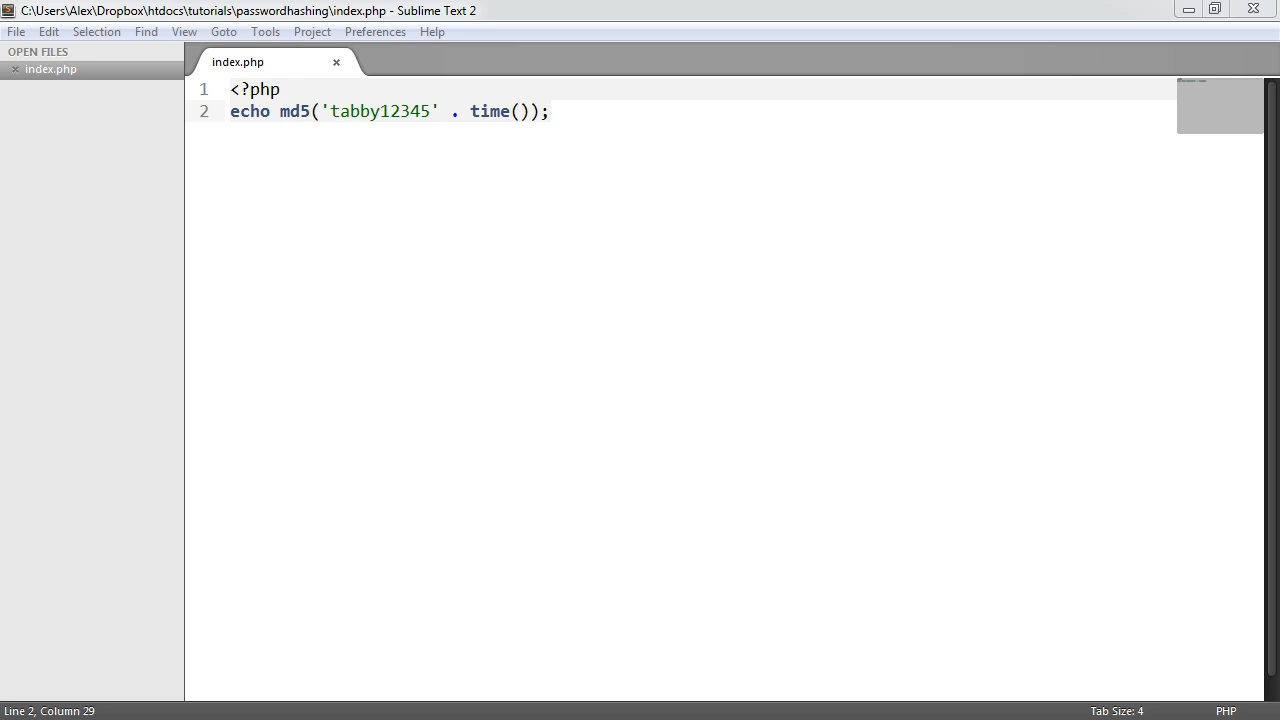 C:\Users\Alex\Dropbox\htdocs\tutorials\passwordhashing\index.php - Sublime Text 2
File Edit Selection Find View Goto Tools Project Preferences Help
OPEN FILES
index.php
index.php
1 <?php
2 echo md5('tabby12345' . time());
Line 2, Column 29
Tab Size: 4
PHP